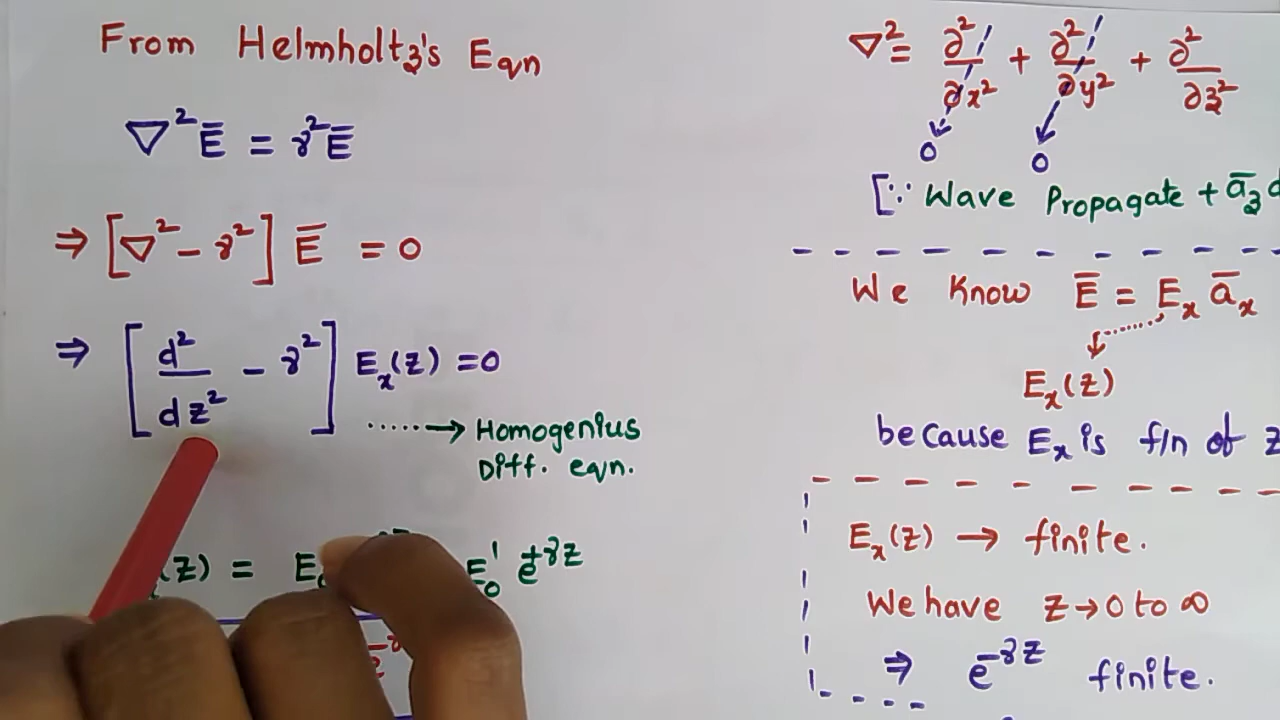 From Helmholtz's Eqn
∇²E̅ = γ²E̅
⇒ [∇² - γ²] E̅ = 0
⇒ [d²/dz² - γ²] Eₓ(z) = 0
......→ Homogenius
Diff. eqn.
(z) = E₀ E₀' e^{+γz}
∇² = ∂²/∂x² + ∂²/∂y² + ∂²/∂z²
0 0
[∵ Wave Propagate + a̅_z
We know E̅ = Eₓ a̅ₓ
Eₓ(z)
because Eₓ is f/n of z
Eₓ(z) → finite.
We have z→0 to ∞
⇒ e^{-γz} finite.